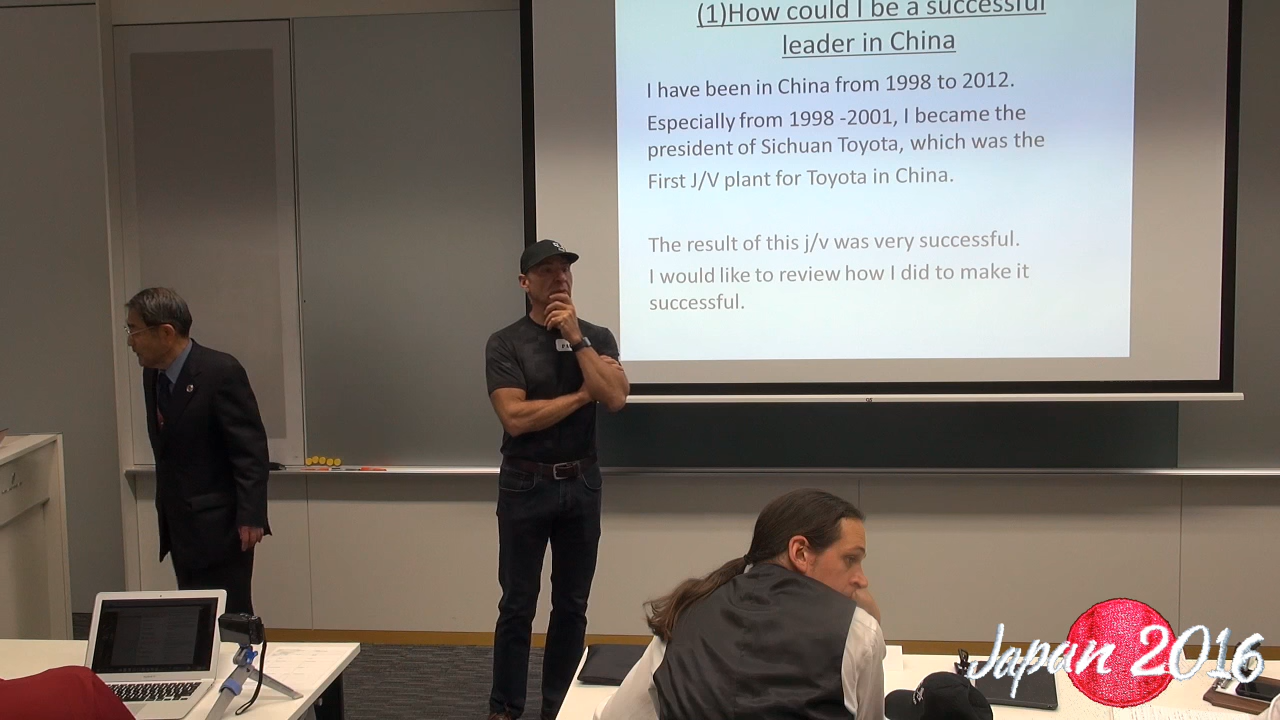 (1)How could I be a successful
leader in China
I have been in China from 1998 to 2012.
Especially from 1998 -2001, I became the
president of Sichuan Toyota, which was the
First J/V plant for Toyota in China.
The result of this j/v was very successful.
I would like to review how I did to make it
successful.
Japan 2016